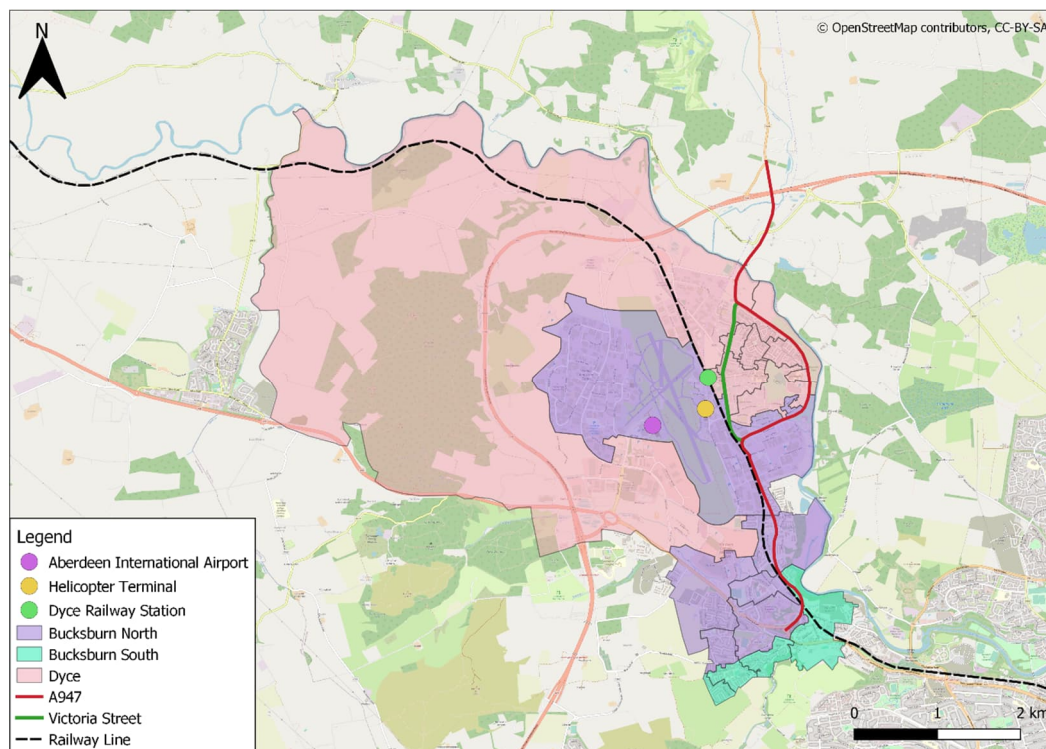 © OpenStreetMap contributors, CC-BY-SA
N
Legend
Aberdeen International Airport
Helicopter Terminal
Dyce Railway Station
Bucksburn North
Bucksburn South
Dyce
A947
Victoria Street
Railway Line
0 1 2 km